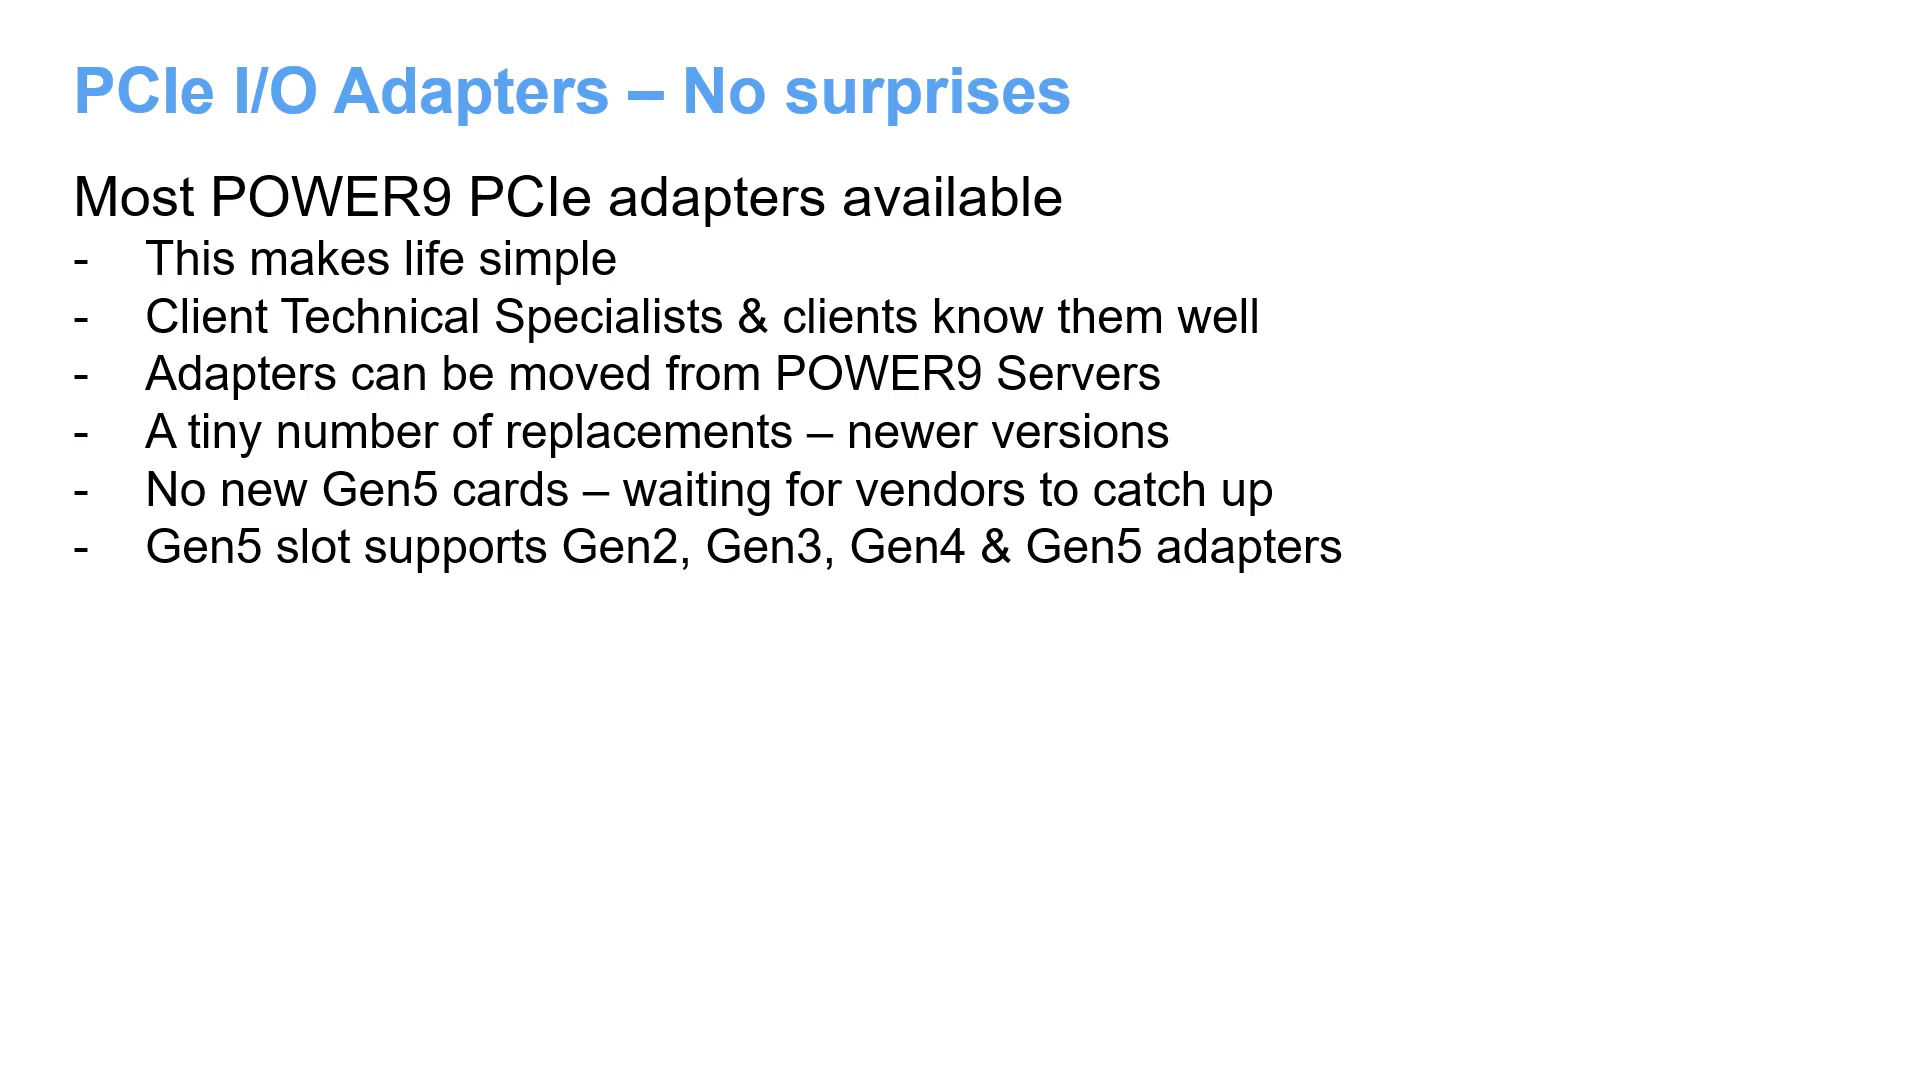 PCIe I/O Adapters – No surprises
Most POWER9 PCIe adapters available
- This makes life simple
- Client Technical Specialists & clients know them well
- Adapters can be moved from POWER9 Servers
- A tiny number of replacements – newer versions
- No new Gen5 cards – waiting for vendors to catch up
- Gen5 slot supports Gen2, Gen3, Gen4 & Gen5 adapters